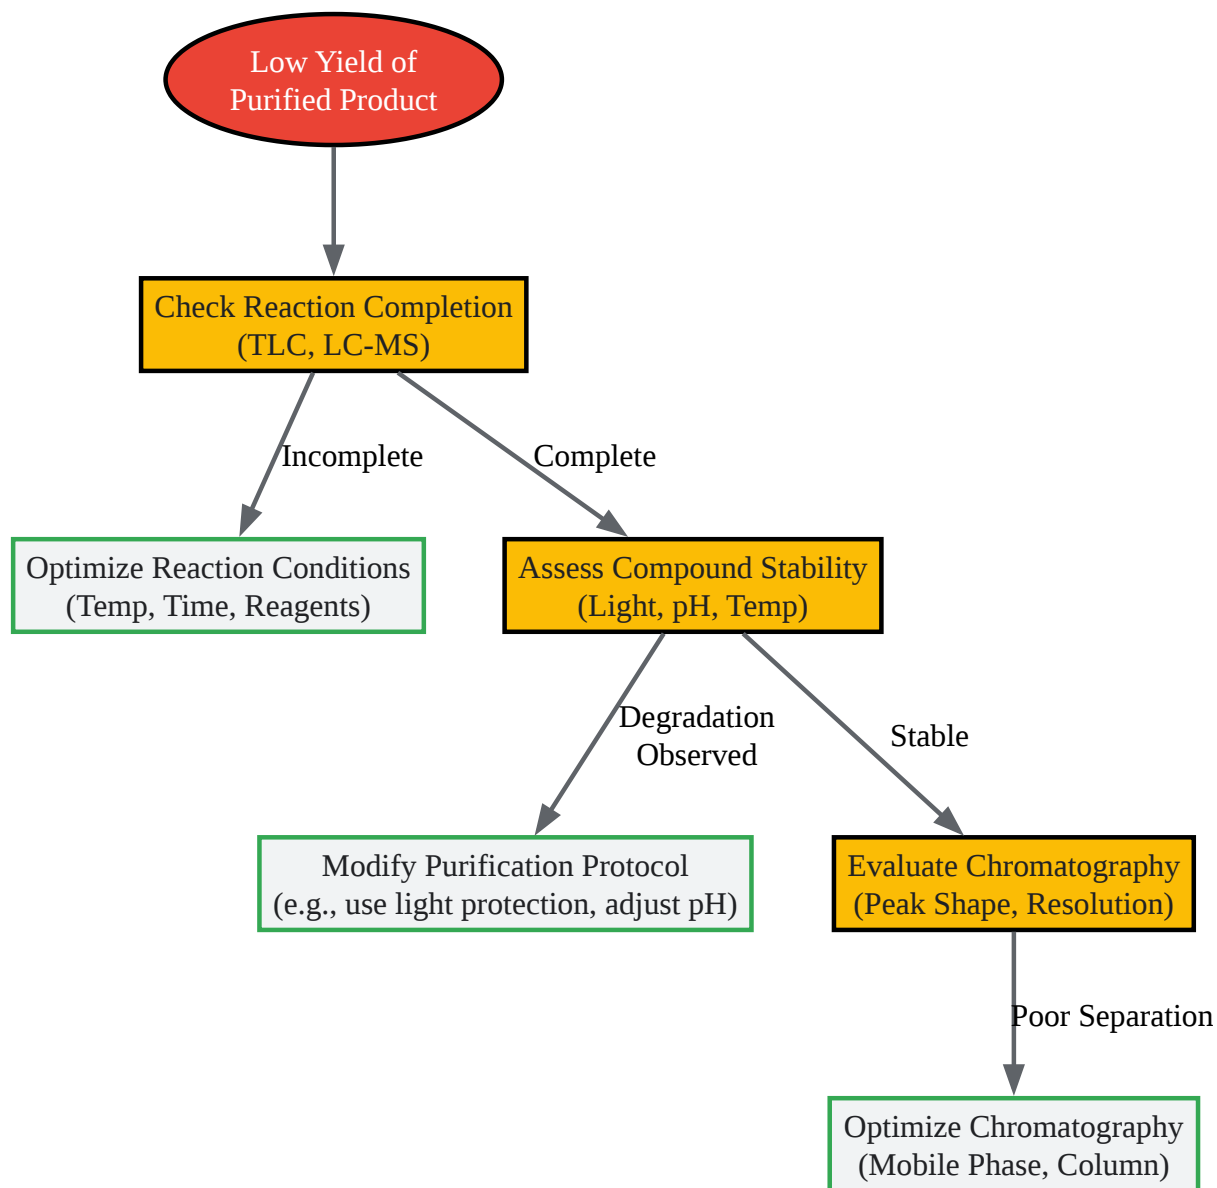 Low Yield of
Purified Product
Check Reaction Completion
(TLC, LC-MS)
Incomplete
Complete
Optimize Reaction Conditions
(Temp, Time, Reagents)
Assess Compound Stability
(Light, pH, Temp)
Degradation
Observed
Stable
Modify Purification Protocol
(e.g., use light protection, adjust pH)
Evaluate Chromatography
(Peak Shape, Resolution)
Poor Separation
Optimize Chromatography
(Mobile Phase, Column)